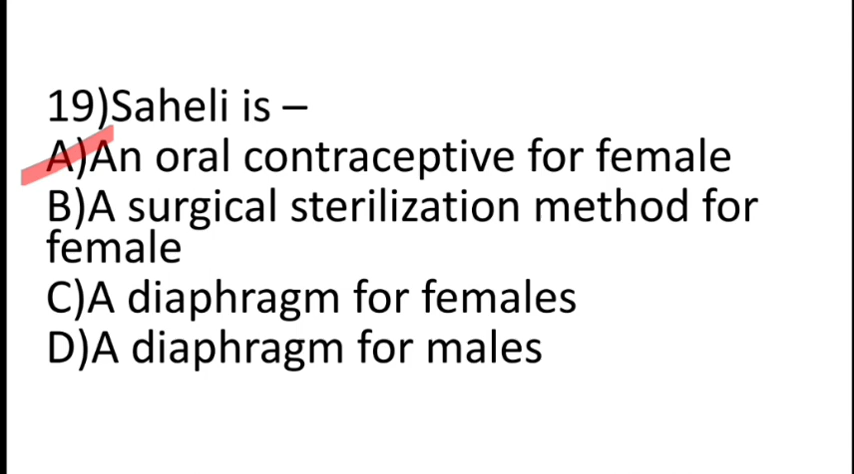 19)Saheli is –
A)An oral contraceptive for female
B)A surgical sterilization method for
female
C)A diaphragm for females
D)A diaphragm for males